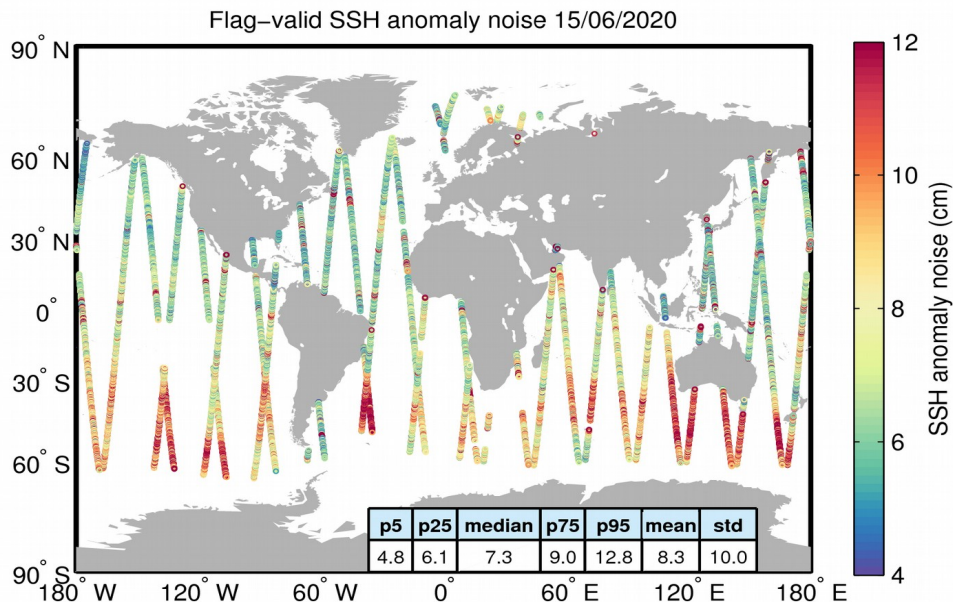 Flag−valid SSH anomaly noise 15/06/2020
90° N
60° N
30° N
0°
30° S
60° S
90° S
180° W
120° W
60° W
0°
60° E
120° E
180° E
p5 p25 median p75 p95 mean std
4.8 6.1 7.3 9.0 12.8 8.3 10.0
12
10
8
6
4
SSH anomaly noise (cm)